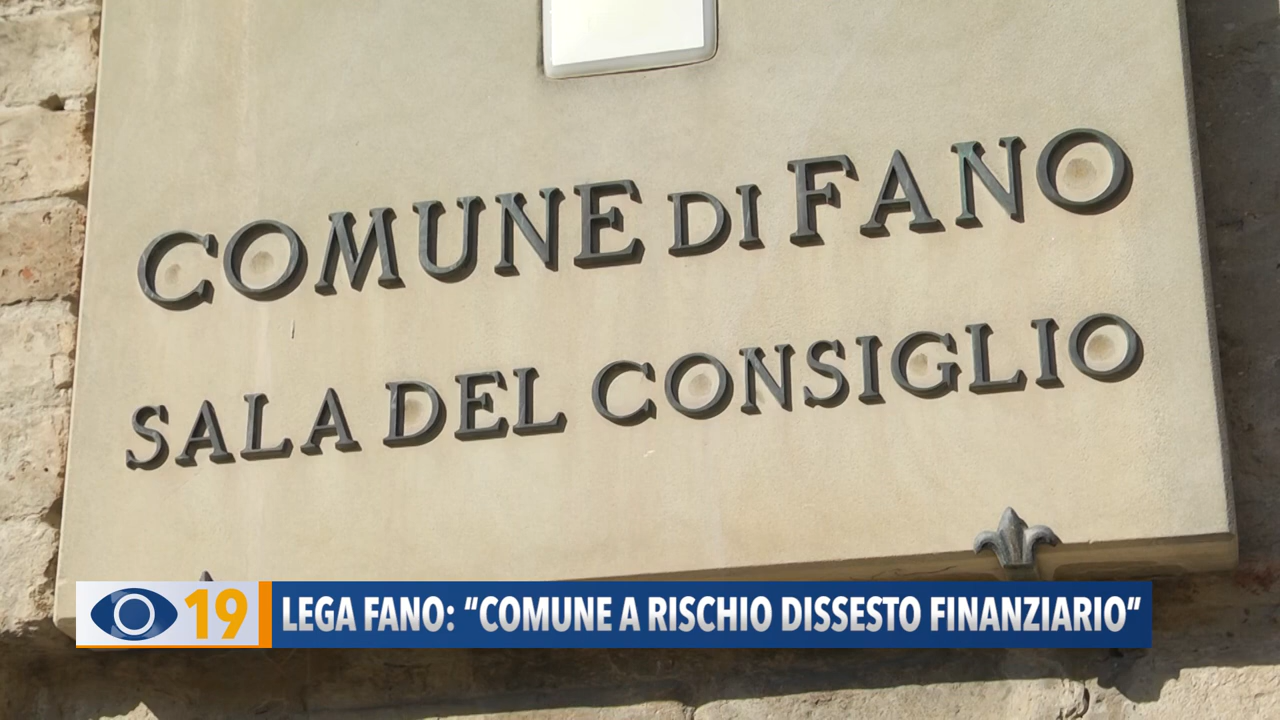 COMUNE DI FANO
SALA DEL CONSIGLIO
19 LEGA FANO: “COMUNE A RISCHIO DISSESTO FINANZIARIO“